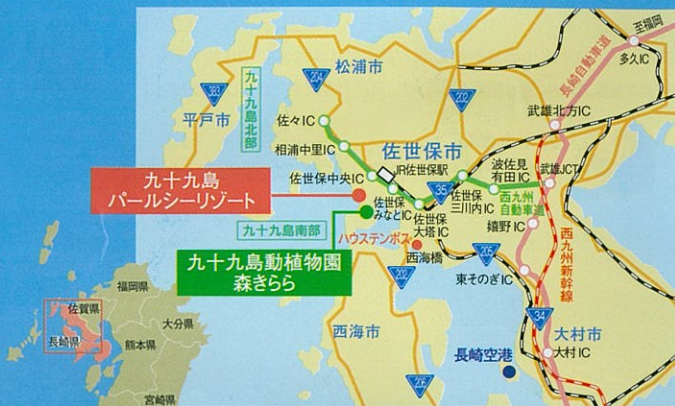 至福岡
多久IC
長崎自動車道
松浦市
204
383
202
平戸市
九十九島北部
佐々IC
相浦中里IC
佐世保中央IC
佐世保市
JR佐世保駅
武雄北方IC
波佐見
有田IC
武雄JCT
35
佐世保
みなとIC
佐世保
大塔IC
佐世保
三川内IC
西九州
自動車道
嬉野IC
九十九島
パールシーリゾート
九十九島南部
九十九島動植物園
森きらら
ハウステンボス
西海橋
202
205
東そのぎIC
西九州新幹線
34
大村市
大村IC
長崎空港
西海市
206
福岡県
佐賀県
長崎県
大分県
熊本県
宮崎県